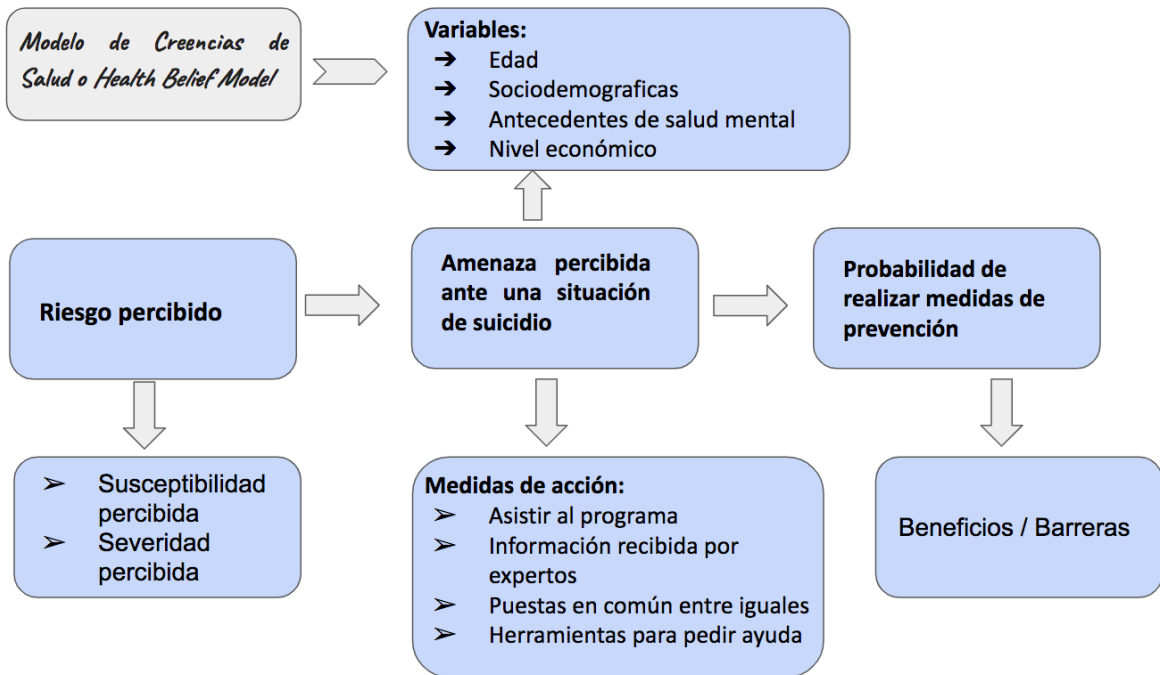 Modelo de Creencias de
Salud o Health Belief Model
Variables:
➔ Edad
➔ Sociodemograficas
➔ Antecedentes de salud mental
➔ Nivel económico
Riesgo percibido
Amenaza percibida
ante una situación
de suicidio
Probabilidad de
realizar medidas de
prevención
➢ Susceptibilidad
percibida
➢ Severidad
percibida
Medidas de acción:
➢ Asistir al programa
➢ Información recibida por
expertos
➢ Puestas en común entre iguales
➢ Herramientas para pedir ayuda
Beneficios / Barreras